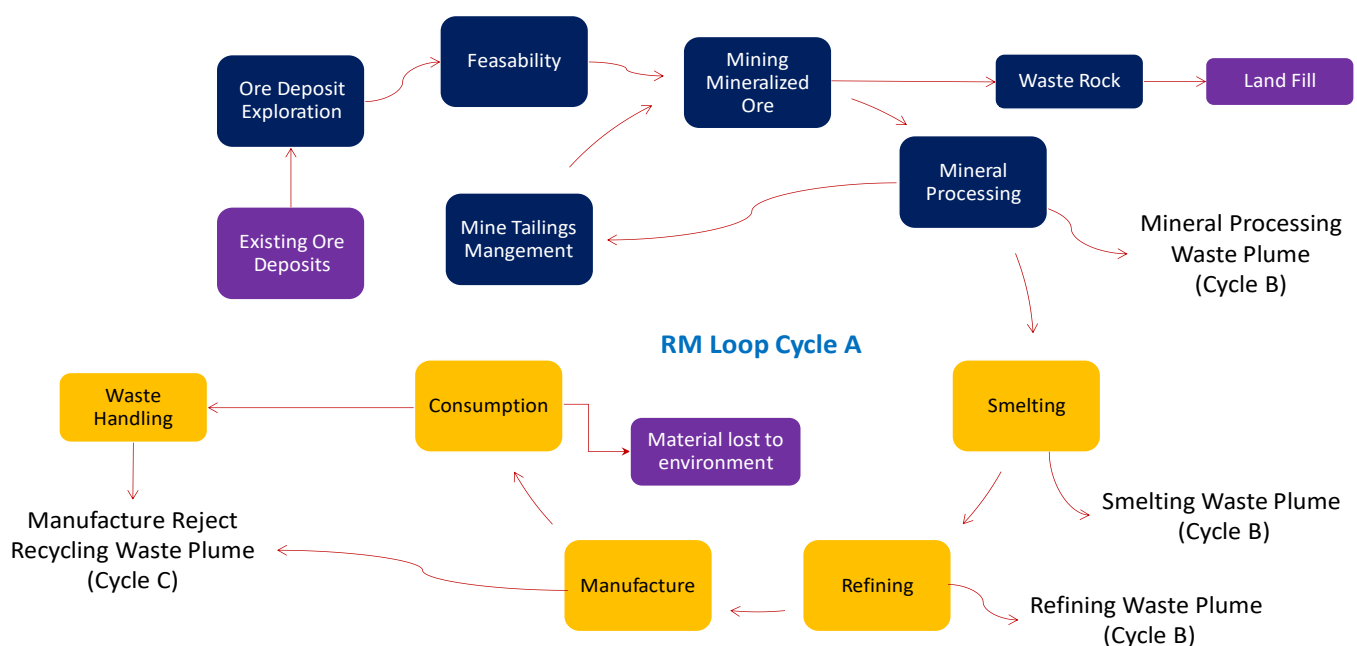 Feasability
Mining
Mineralized
Ore
Ore Deposit
Exploration
Waste Rock
Land Fill
Mineral
Processing
Existing Ore
Deposits
Mine Tailings
Mangement
Mineral Processing
Waste Plume
(Cycle B)
RM Loop Cycle A
Waste
Handling
Consumption
Smelting
Material lost to
environment
Manufacture Reject
Recycling Waste Plume
(Cycle C)
Smelting Waste Plume
(Cycle B)
Manufacture
Refining
Refining Waste Plume
(Cycle B)